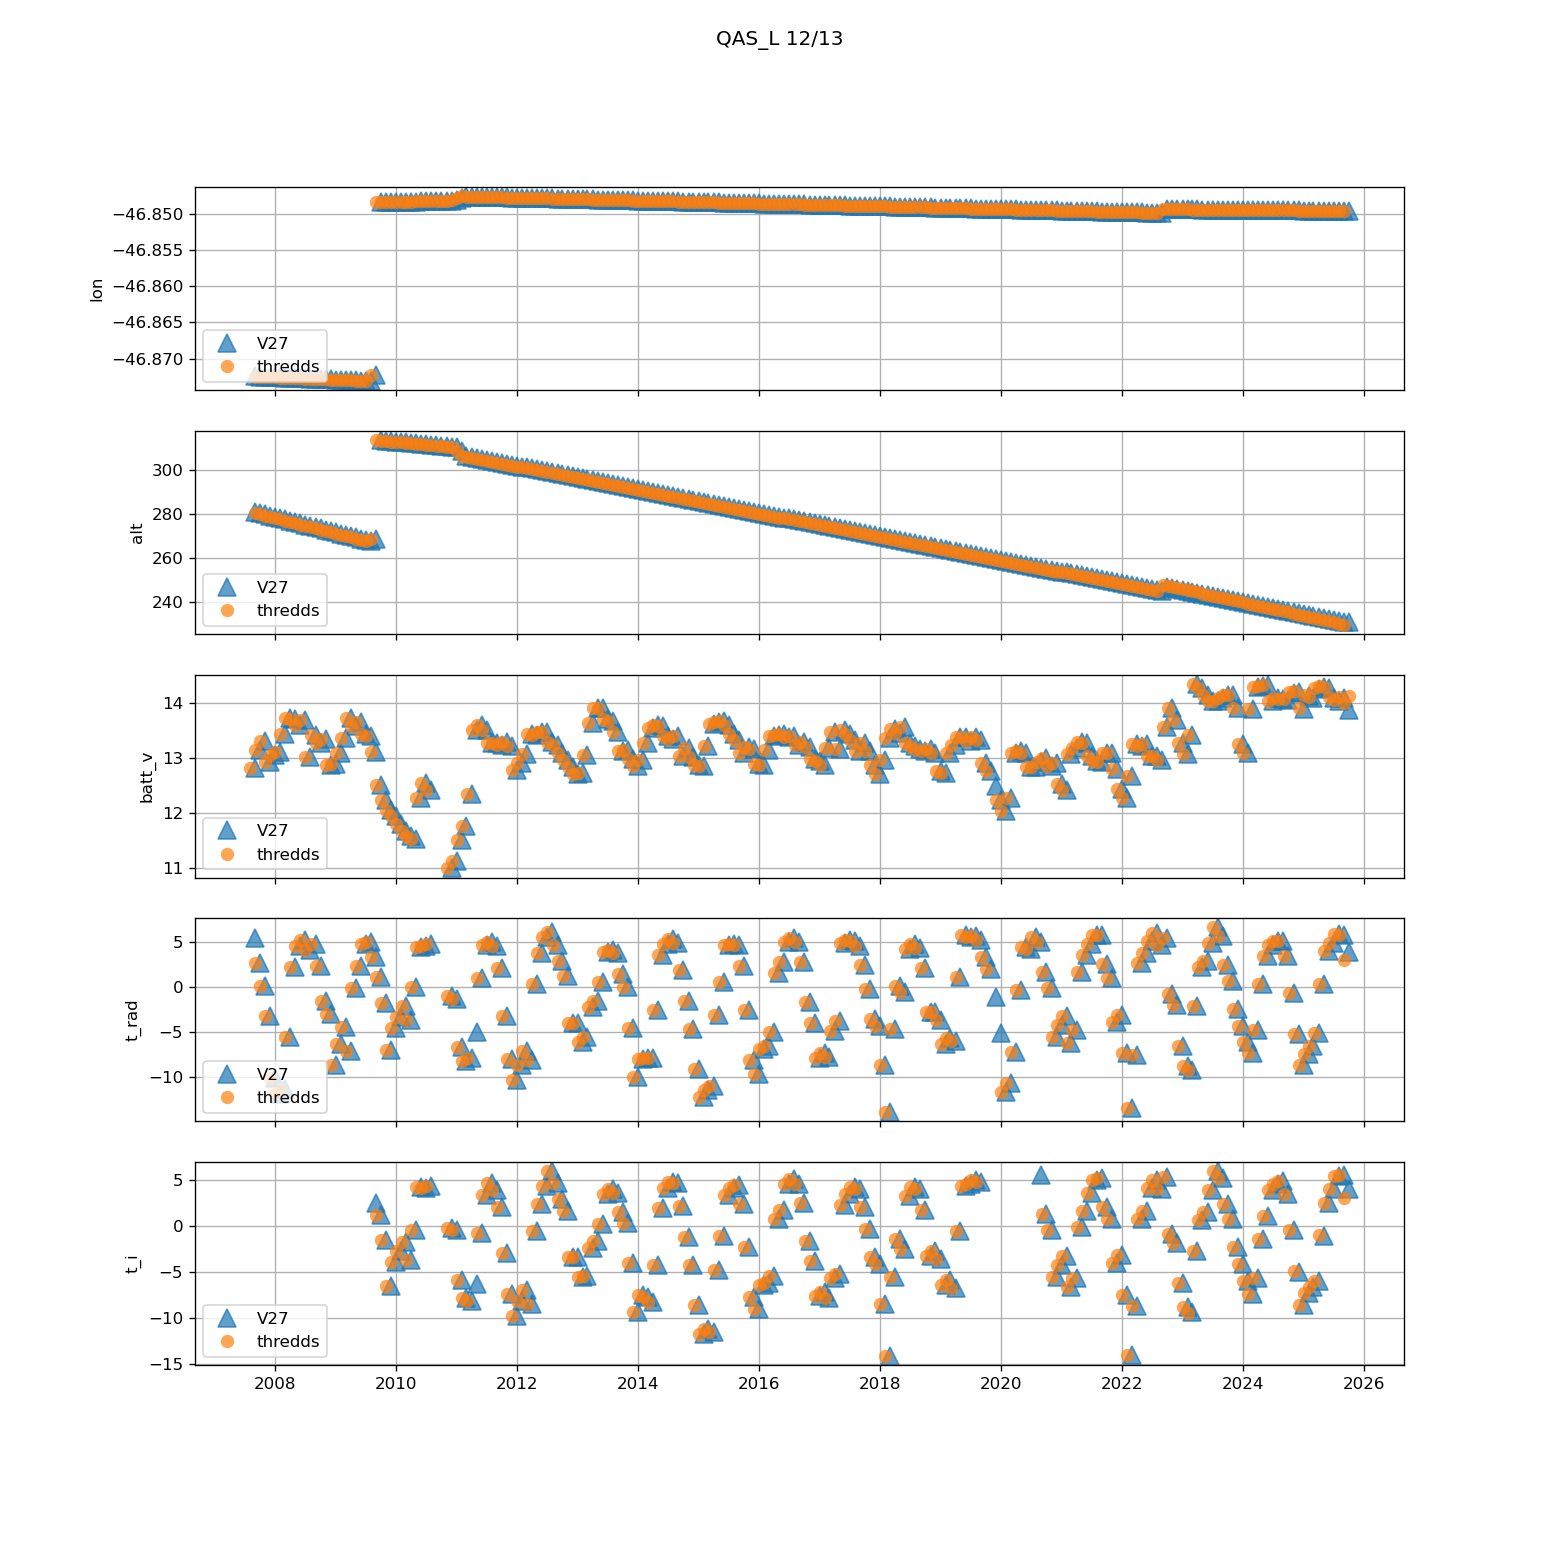 QAS_L 12/13
−46.850
−46.855
−46.860
−46.865
−46.870
lon
V27
thredds
300
280
260
240
alt
V27
thredds
14
13
12
11
batt_v
V27
thredds
5
0
−5
−10
t_rad
V27
thredds
5
0
−5
−10
−15
t_i
V27
thredds
2008 2010 2012 2014 2016 2018 2020 2022 2024 2026